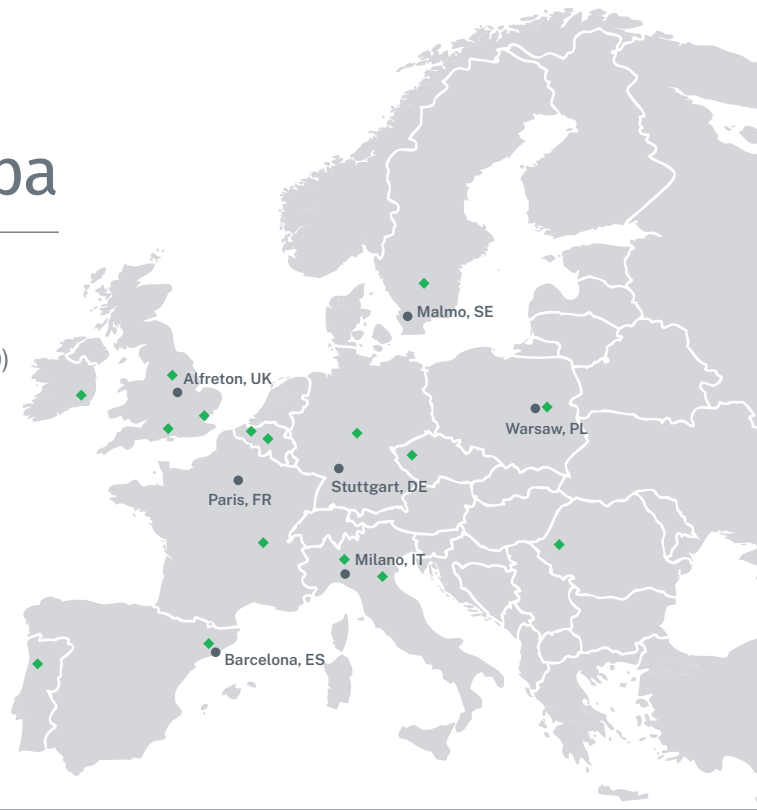 pa
)
Malmo, SE
Alfreton, UK
Warsaw, PL
Stuttgart, DE
Paris, FR
Milano, IT
Barcelona, ES